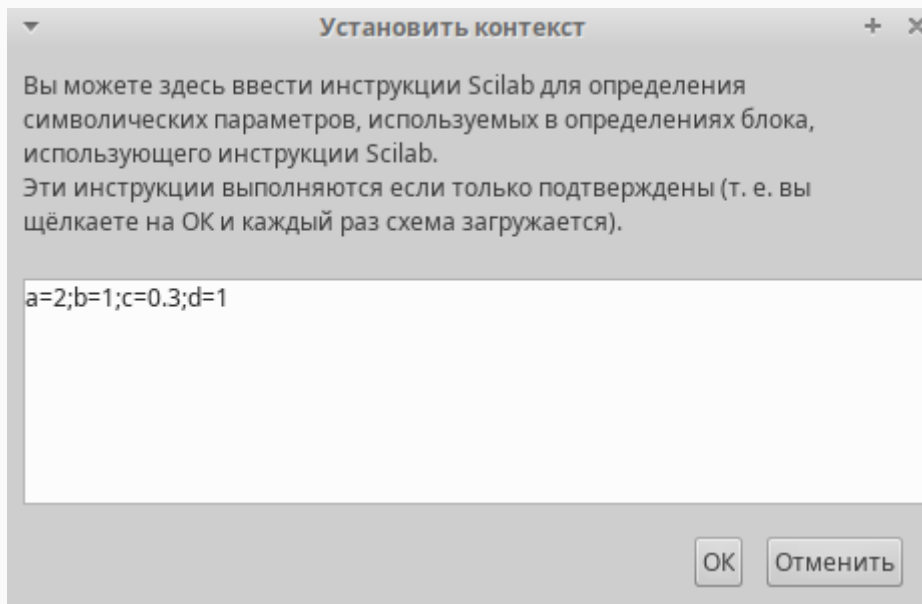 Установить контекст
Вы можете здесь ввести инструкции Scilab для определения
символических параметров, используемых в определениях блока,
использующего инструкции Scilab.
Эти инструкции выполняются если только подтверждены (т. е. вы
щёлкаете на ОК и каждый раз схема загружается).
a=2;b=1;c=0.3;d=1
ОК Отменить